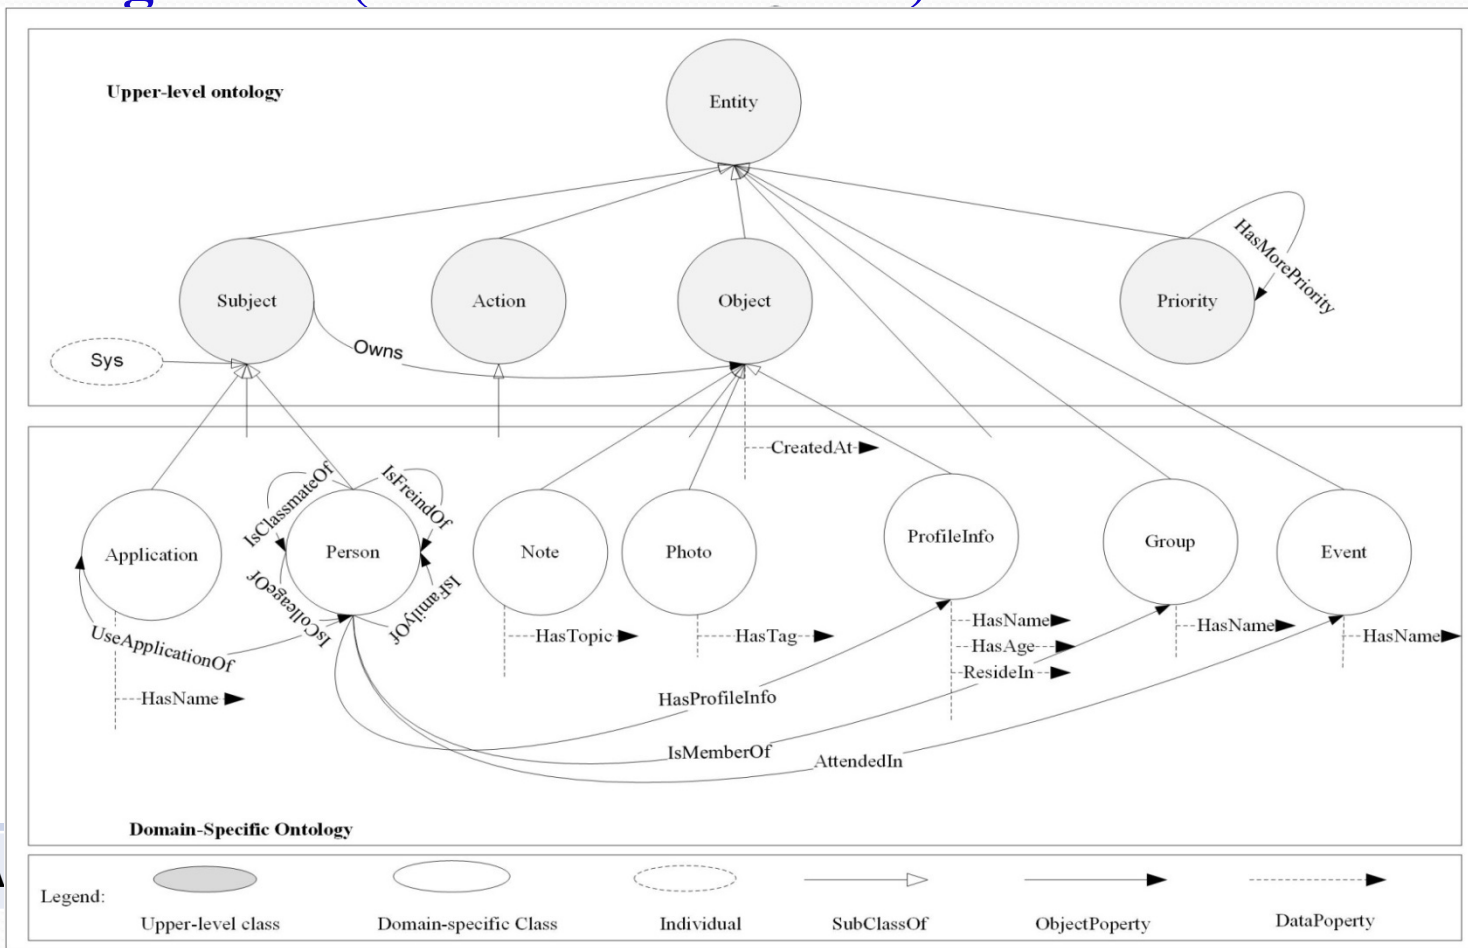 Upper-level ontology
Entity
HasMorePriority
Subject
Action
Object
Priority
Sys
Owns
CreatedAt
IsClassmateOf
IsFreindOf
Application
Person
Note
Photo
ProfileInfo
Group
Event
IsColleageOf
IsFamilyOf
UseApplicationOf
HasTopic
HasTag
HasName
HasAge
ResideIn
HasName
HasName
HasName
HasProfileInfo
IsMemberOf
AttendedIn
Domain-Specific Ontology
Legend:
Upper-level class
Domain-specific Class
Individual
SubClassOf
ObjectPoperty
DataPoperty